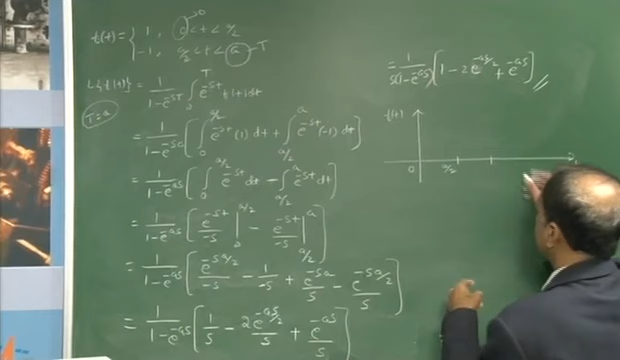 f(t) = { 1, 0 < t < a/2
-1, a/2 < t < a → T
L{f(t)} = 1/(1-e^{-sT}) ∫_0^T e^{-st} f(t) dt
T=a
= 1/(1-e^{-sa}) [ ∫_0^{a/2} e^{-st} (1) dt + ∫_{a/2}^a e^{-st} (-1) dt ]
= 1/(1-e^{-as}) [ ∫_0^{a/2} e^{-st} dt - ∫_{a/2}^a e^{-st} dt ]
= 1/(1-e^{-as}) [ e^{-st}/-s |_0^{a/2} - e^{-st}/-s |_{a/2}^a ]
= 1/(1-e^{-as}) [ e^{-sa/2}/-s - 1/-s + e^{-sa}/s - e^{-sa/2}/s ]
= 1/(1-e^{-as}) [ 1/s - 2e^{-as/2}/s + e^{-as}/s ]
= 1/s(1-e^{-as}) [ 1 - 2e^{-as/2} + e^{-as} ] //
f(t)
0 a/2